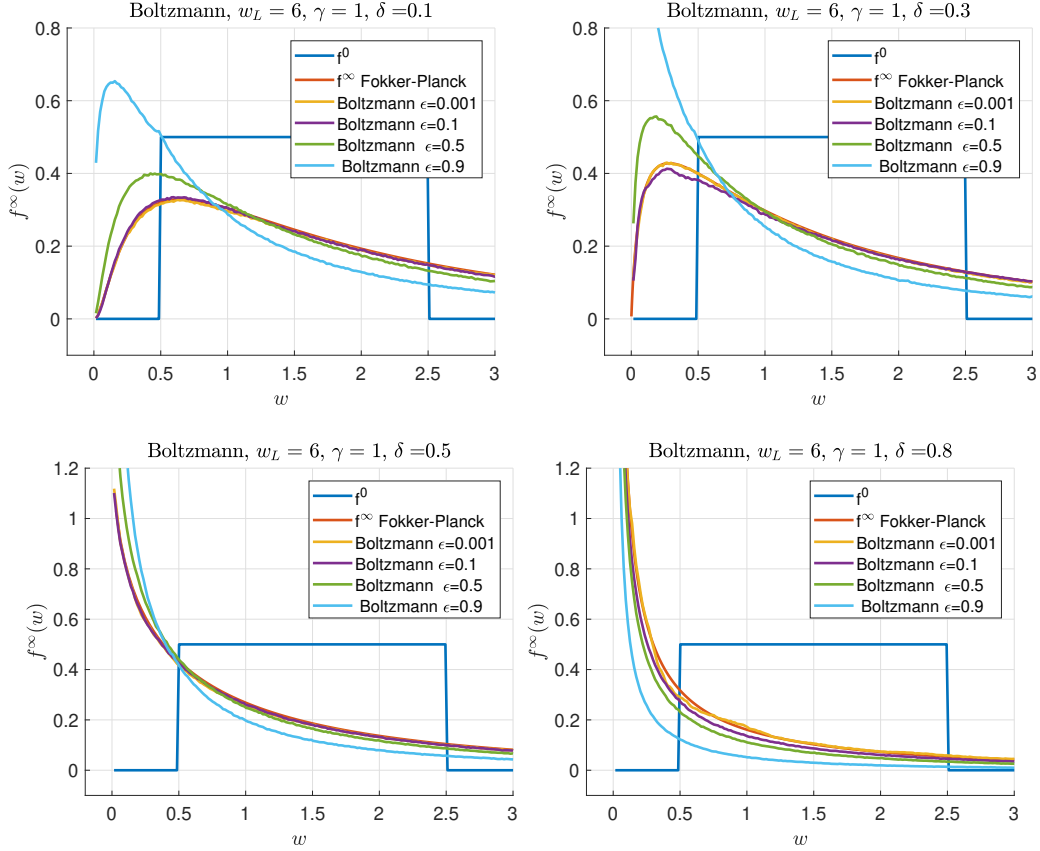 Boltzmann, w_L = 6, γ = 1, δ =0.1
0.8
0.6
0.4
0.2
0
f^∞(w)
f^0
f^∞ Fokker-Planck
Boltzmann ϵ=0.001
Boltzmann ϵ=0.1
Boltzmann ϵ=0.5
Boltzmann ϵ=0.9
0 0.5 1 1.5 2 2.5 3
w
Boltzmann, w_L = 6, γ = 1, δ =0.3
0.8
0.6
0.4
0.2
0
f^∞(w)
f^0
f^∞ Fokker-Planck
Boltzmann ϵ=0.001
Boltzmann ϵ=0.1
Boltzmann ϵ=0.5
Boltzmann ϵ=0.9
0 0.5 1 1.5 2 2.5 3
w
Boltzmann, w_L = 6, γ = 1, δ =0.5
1.2
1
0.8
0.6
0.4
0.2
0
f^∞(w)
f^0
f^∞ Fokker-Planck
Boltzmann ϵ=0.001
Boltzmann ϵ=0.1
Boltzmann ϵ=0.5
Boltzmann ϵ=0.9
0 0.5 1 1.5 2 2.5 3
w
Boltzmann, w_L = 6, γ = 1, δ =0.8
1.2
1
0.8
0.6
0.4
0.2
0
f^∞(w)
f^0
f^∞ Fokker-Planck
Boltzmann ϵ=0.001
Boltzmann ϵ=0.1
Boltzmann ϵ=0.5
Boltzmann ϵ=0.9
0 0.5 1 1.5 2 2.5 3
w